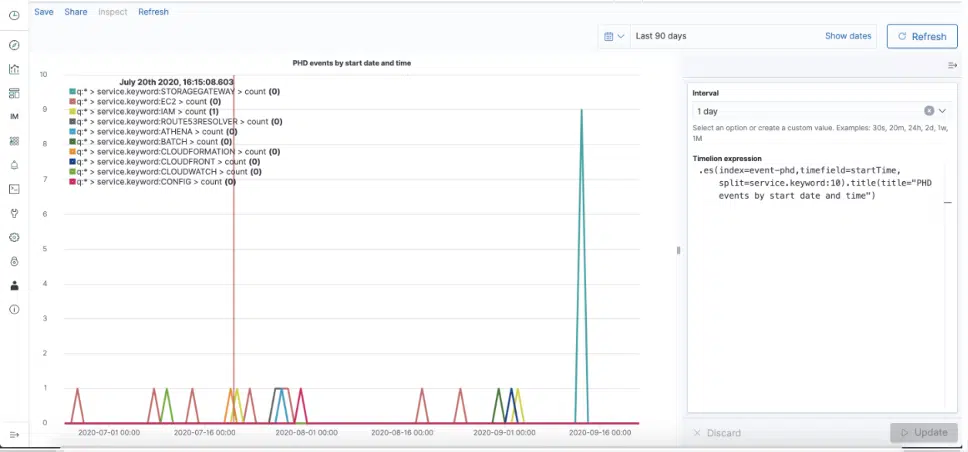 Save Share Inspect Refresh
Last 90 days Show dates Refresh
PHD events by start date and time
July 20th 2020, 16:15:08.603
q:* > service.keyword:STORAGEGATEWAY > count (0)
q:* > service.keyword:EC2 > count (0)
q:* > service.keyword:IAM > count (1)
q:* > service.keyword:ROUTE53RESOLVER > count (0)
q:* > service.keyword:ATHENA > count (0)
q:* > service.keyword:BATCH > count (0)
q:* > service.keyword:CLOUDFORMATION > count (0)
q:* > service.keyword:CLOUDFRONT > count (0)
q:* > service.keyword:CLOUDWATCH > count (0)
q:* > service.keyword:CONFIG > count (0)
10
9
8
7
6
5
4
3
2
1
0
2020-07-01 00:00 2020-07-16 00:00 2020-08-01 00:00 2020-08-16 00:00 2020-09-01 00:00 2020-09-16 00:00
IM
Interval
1 day
Select an option or create a custom value. Examples: 30s, 20m, 24h, 2d, 1w,
1M
Timelion expression
.es(index=event-phd,timefield=startTime,
split=service.keyword:10).title(title="PHD
events by start date and time")
Discard Update